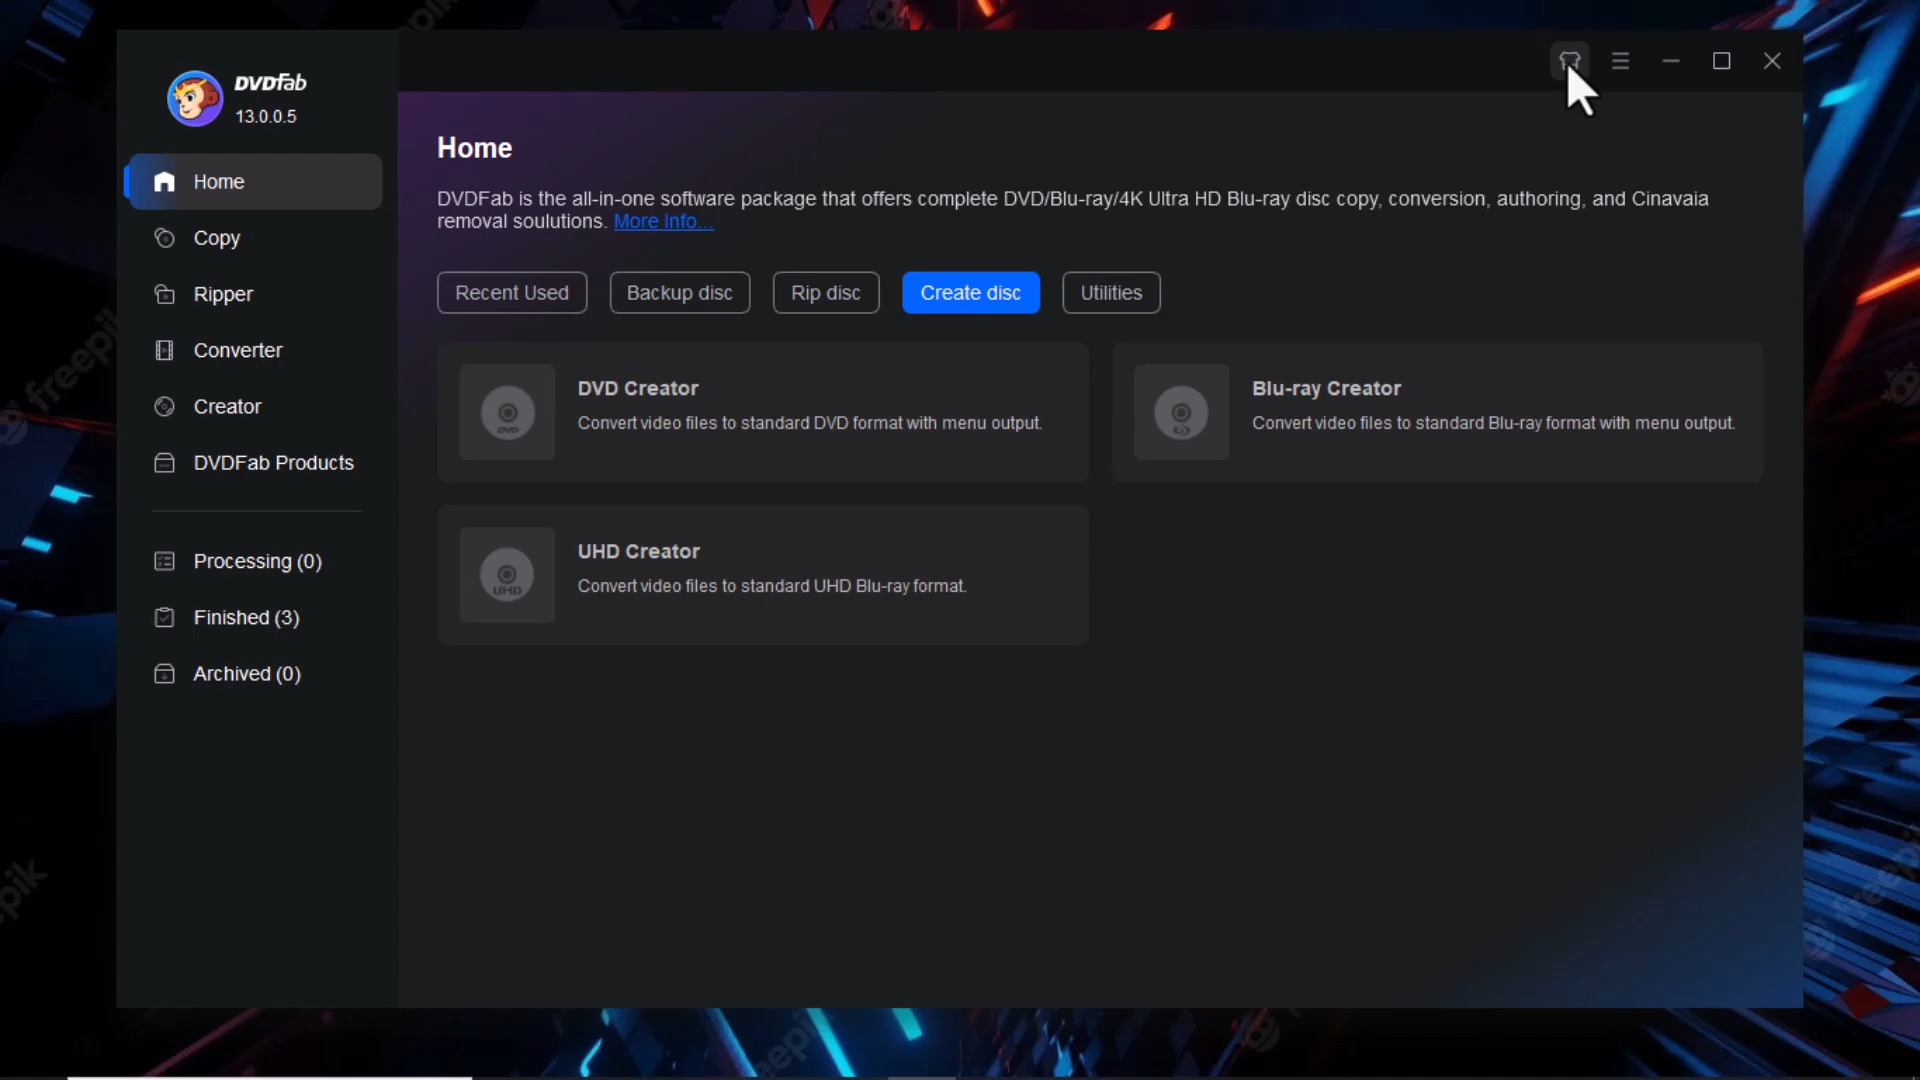 DVDFab
13.0.0.5
Home
Copy
Ripper
Converter
Creator
DVDFab Products
Processing (0)
Finished (3)
Archived (0)
Home
DVDFab is the all-in-one software package that offers complete DVD/Blu-ray/4K Ultra HD Blu-ray disc copy, conversion, authoring, and Cinavaia
removal soulutions. More Info...
Recent Used
Backup disc
Rip disc
Create disc
Utilities
DVD
DVD Creator
Convert video files to standard DVD format with menu output.
Blu-ray Creator
Convert video files to standard Blu-ray format with menu output.
UHD
UHD Creator
Convert video files to standard UHD Blu-ray format.
freepik